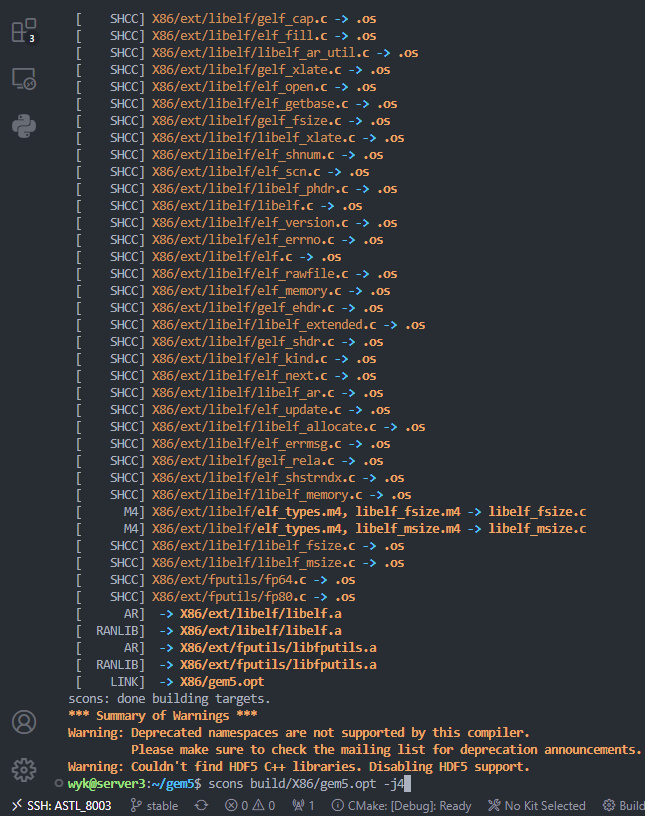 [    SHCC] X86/ext/libelf/gelf_cap.c -> .os
[    SHCC] X86/ext/libelf/elf_fill.c -> .os
[    SHCC] X86/ext/libelf/libelf_ar_util.c -> .os
[    SHCC] X86/ext/libelf/gelf_xlate.c -> .os
[    SHCC] X86/ext/libelf/elf_open.c -> .os
[    SHCC] X86/ext/libelf/elf_getbase.c -> .os
[    SHCC] X86/ext/libelf/gelf_fsize.c -> .os
[    SHCC] X86/ext/libelf/libelf_xlate.c -> .os
[    SHCC] X86/ext/libelf/elf_shnum.c -> .os
[    SHCC] X86/ext/libelf/elf_scn.c -> .os
[    SHCC] X86/ext/libelf/libelf_phdr.c -> .os
[    SHCC] X86/ext/libelf/libelf.c -> .os
[    SHCC] X86/ext/libelf/elf_version.c -> .os
[    SHCC] X86/ext/libelf/elf_errno.c -> .os
[    SHCC] X86/ext/libelf/elf.c -> .os
[    SHCC] X86/ext/libelf/elf_rawfile.c -> .os
[    SHCC] X86/ext/libelf/elf_memory.c -> .os
[    SHCC] X86/ext/libelf/gelf_ehdr.c -> .os
[    SHCC] X86/ext/libelf/libelf_extended.c -> .os
[    SHCC] X86/ext/libelf/gelf_shdr.c -> .os
[    SHCC] X86/ext/libelf/elf_kind.c -> .os
[    SHCC] X86/ext/libelf/elf_next.c -> .os
[    SHCC] X86/ext/libelf/libelf_ar.c -> .os
[    SHCC] X86/ext/libelf/elf_update.c -> .os
[    SHCC] X86/ext/libelf/libelf_allocate.c -> .os
[    SHCC] X86/ext/libelf/elf_errmsg.c -> .os
[    SHCC] X86/ext/libelf/gelf_rela.c -> .os
[    SHCC] X86/ext/libelf/elf_shstrndx.c -> .os
[    SHCC] X86/ext/libelf/libelf_memory.c -> .os
[      M4] X86/ext/libelf/elf_types.m4, libelf_fsize.m4 -> libelf_fsize.c
[      M4] X86/ext/libelf/elf_types.m4, libelf_msize.m4 -> libelf_msize.c
[    SHCC] X86/ext/libelf/libelf_fsize.c -> .os
[    SHCC] X86/ext/libelf/libelf_msize.c -> .os
[    SHCC] X86/ext/fputils/fp64.c -> .os
[    SHCC] X86/ext/fputils/fp80.c -> .os
[      AR]  -> X86/ext/libelf/libelf.a
[  RANLIB]  -> X86/ext/libelf/libelf.a
[      AR]  -> X86/ext/fputils/libfputils.a
[  RANLIB]  -> X86/ext/fputils/libfputils.a
[    LINK]  -> X86/gem5.opt
scons: done building targets.
*** Summary of Warnings ***
Warning: Deprecated namespaces are not supported by this compiler.
Please make sure to check the mailing list for deprecation announcements.
Warning: Couldn't find HDF5 C++ libraries. Disabling HDF5 support.
wyk@server3:~/gem5$ scons build/X86/gem5.opt -j4
3
SSH: ASTL_8003 stable 0 0 1 CMake: [Debug]: Ready No Kit Selected Build